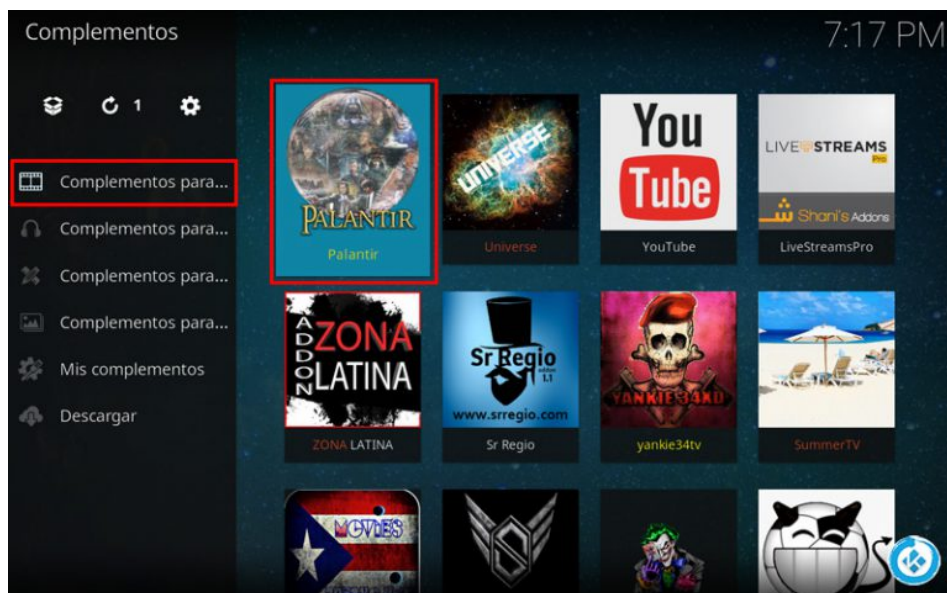 Complementos
7:17 PM
1
Complementos para...
Complementos para...
Complementos para...
Complementos para...
Mis complementos
Descargar
PALANTIR
Palantir
UNIVERSE
Universe
You
Tube
YouTube
LIVE STREAMS
Pro
ش Shani's Addons
LiveStreamsPro
ADDON
ZONA
LATINA
ZONA LATINA
Sr Regio
addon
1.1
www.srregio.com
Sr Regio
YANKIE34KD
yankie34tv
SummerTV
MOVIES